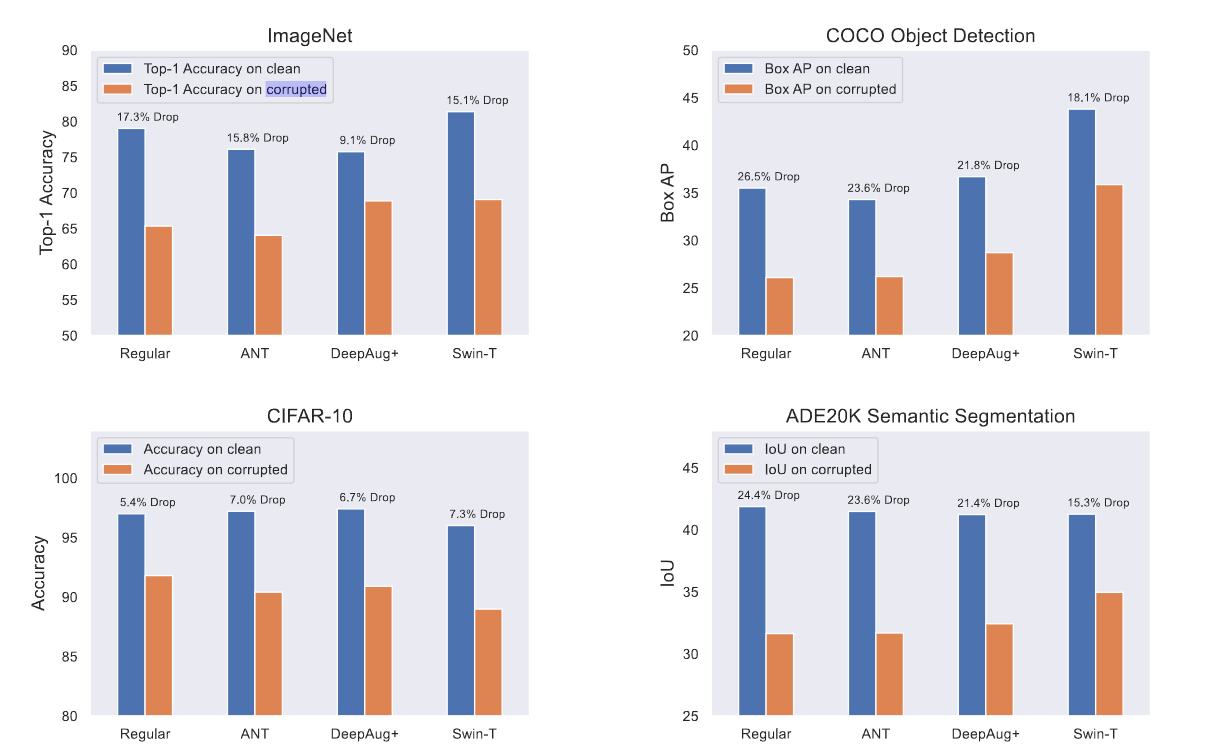 ImageNet
Top-1 Accuracy
90
85
80
75
70
65
60
55
50
Top-1 Accuracy on clean
Top-1 Accuracy on corrupted
17.3% Drop
15.8% Drop
9.1% Drop
15.1% Drop
Regular
ANT
DeepAug+
Swin-T
COCO Object Detection
Box AP
50
45
40
35
30
25
20
Box AP on clean
Box AP on corrupted
26.5% Drop
23.6% Drop
21.8% Drop
18.1% Drop
Regular
ANT
DeepAug+
Swin-T
CIFAR-10
Accuracy
100
95
90
85
80
Accuracy on clean
Accuracy on corrupted
5.4% Drop
7.0% Drop
6.7% Drop
7.3% Drop
Regular
ANT
DeepAug+
Swin-T
ADE20K Semantic Segmentation
IoU
45
40
35
30
25
IoU on clean
IoU on corrupted
24.4% Drop
23.6% Drop
21.4% Drop
15.3% Drop
Regular
ANT
DeepAug+
Swin-T